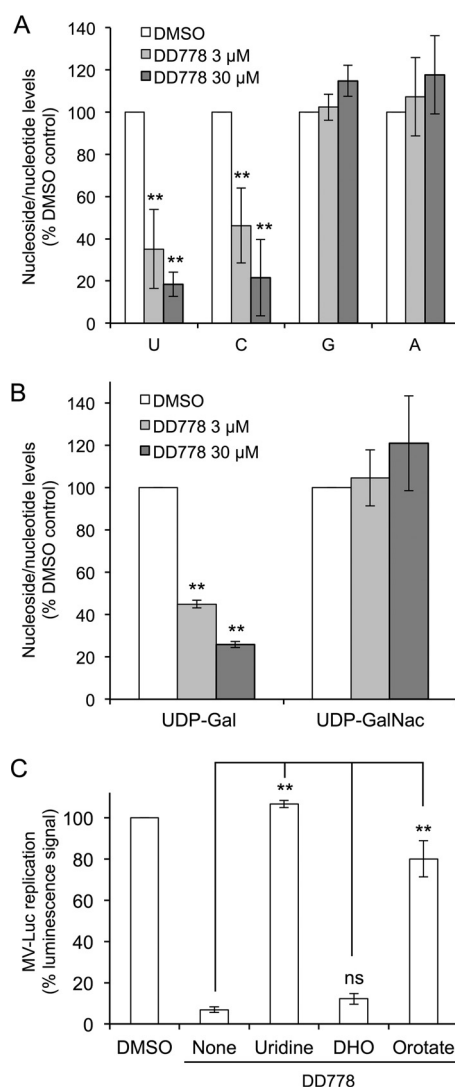 A
DMSO
DD778 3 µM
DD778 30 µM
Nucleoside/nucleotide levels
(% DMSO control)
140
120
100
80
60
40
20
0
** ** ** **
U C G A
B
DMSO
DD778 3 µM
DD778 30 µM
Nucleoside/nucleotide levels
(% DMSO control)
140
120
100
80
60
40
20
0
** **
UDP-Gal UDP-GalNac
C
MV-Luc replication
(% luminescence signal)
100
80
60
40
20
0
** ns **
DMSO None Uridine DHO Orotate
DD778